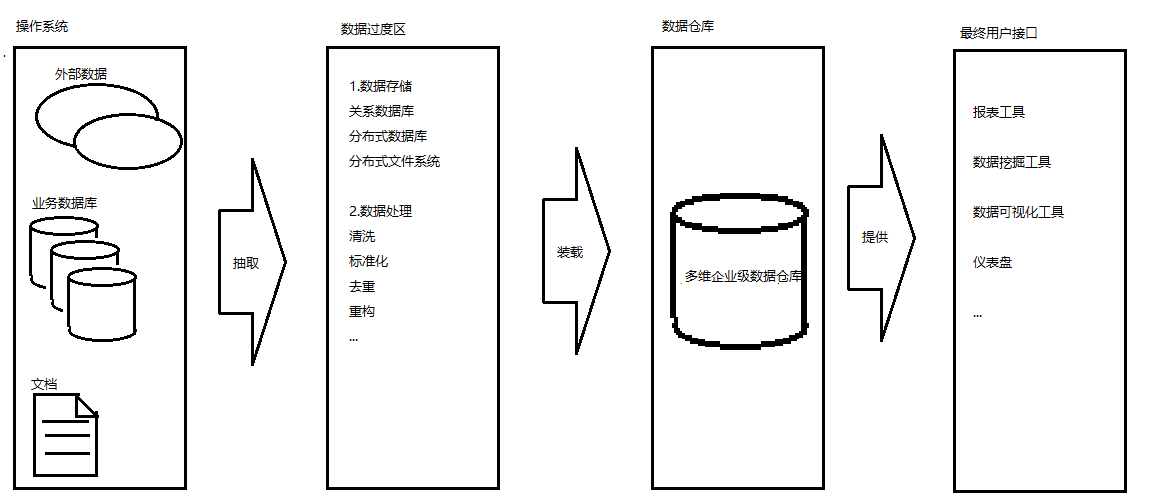 操作系统
外部数据
业务数据库
文档
抽取
数据过度区
1.数据存储
关系数据库
分布式数据库
分布式文件系统
2.数据处理
清洗
标准化
去重
重构
...
装载
数据仓库
多维企业级数据仓库
提供
最终用户接口
报表工具
数据挖掘工具
数据可视化工具
仪表盘
...